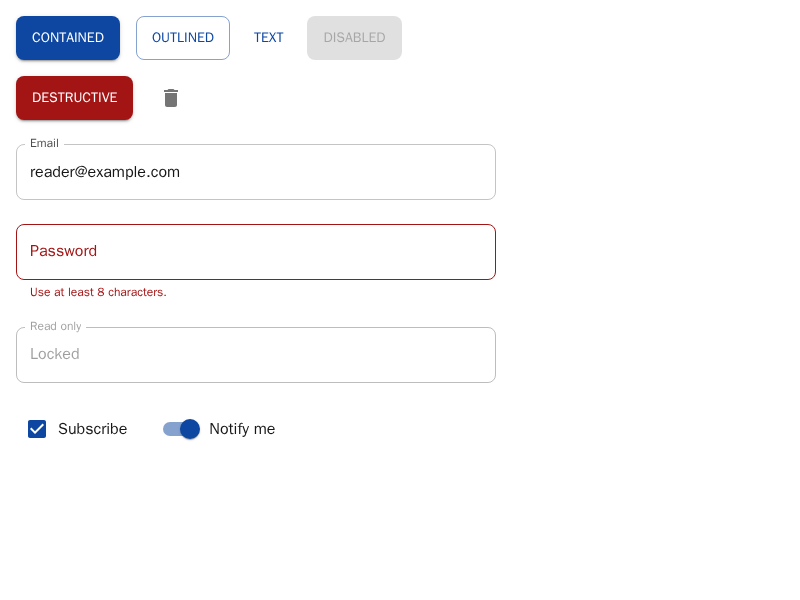 CONTAINED OUTLINED TEXT DISABLED
DESTRUCTIVE
Email
reader@example.com
Password
Use at least 8 characters.
Read only
Locked
Subscribe Notify me